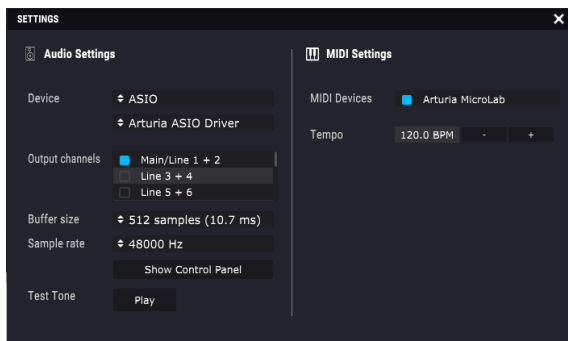 SETTINGS
Audio Settings
Device
ASIO
Arturia ASIO Driver
Output channels
Main/Line 1 + 2
Line 3 + 4
Line 5 + 6
Buffer size
512 samples (10.7 ms)
Sample rate
48000 Hz
Show Control Panel
Test Tone
Play
MIDI Settings
MIDI Devices
Arturia MicroLab
Tempo
120.0 BPM - +